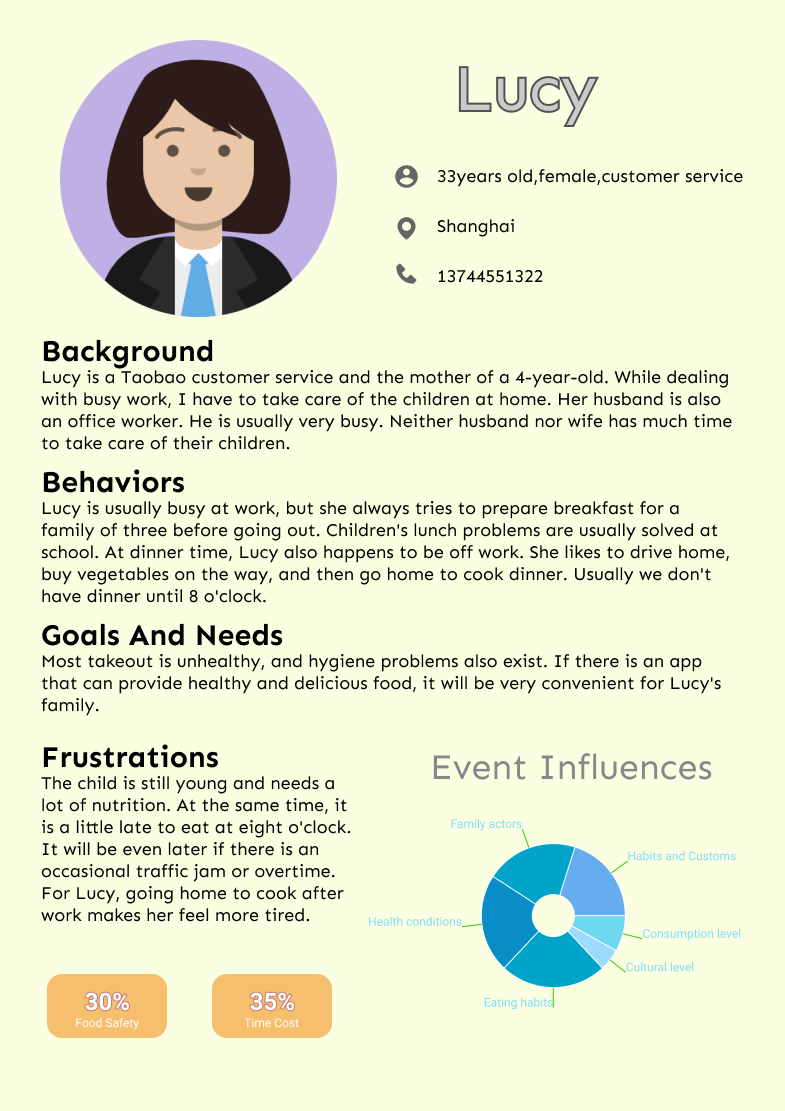 Lucy
33years old,female,customer service
Shanghai
13744551322
Background
Lucy is a Taobao customer service and the mother of a 4-year-old. While dealing
with busy work, I have to take care of the children at home. Her husband is also
an office worker. He is usually very busy. Neither husband nor wife has much time
to take care of their children.
Behaviors
Lucy is usually busy at work, but she always tries to prepare breakfast for a
family of three before going out. Children's lunch problems are usually solved at
school. At dinner time, Lucy also happens to be off work. She likes to drive home,
buy vegetables on the way, and then go home to cook dinner. Usually we don't
have dinner until 8 o'clock.
Goals And Needs
Most takeout is unhealthy, and hygiene problems also exist. If there is an app
that can provide healthy and delicious food, it will be very convenient for Lucy's
family.
Frustrations
The child is still young and needs a
lot of nutrition. At the same time, it
is a little late to eat at eight o'clock.
It will be even later if there is an
occasional traffic jam or overtime.
For Lucy, going home to cook after
work makes her feel more tired.
30%
Food Safety
35%
Time Cost
Event Influences
Family actors
Habits and Customs
Health conditions
Consumption level
Cultural level
Eating habits